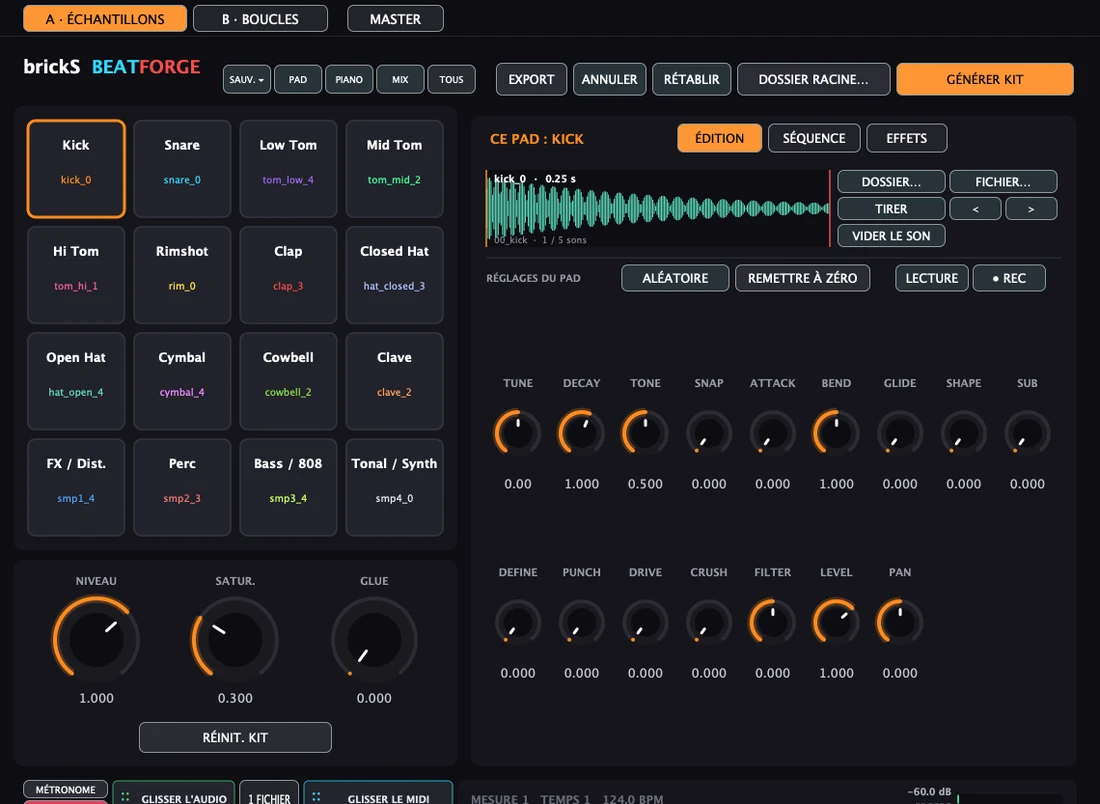 A · ÉCHANTILLONS
B · BOUCLES
MASTER
brickS BEATFORGE
SAUV.
PAD
PIANO
MIX
TOUS
EXPORT
ANNULER
RÉTABLIR
DOSSIER RACINE...
GÉNÉRER KIT
Kick
kick_0
Snare
snare_0
Low Tom
tom_low_4
Mid Tom
tom_mid_2
Hi Tom
tom_hi_1
Rimshot
rim_0
Clap
clap_3
Closed Hat
hat_closed_3
Open Hat
hat_open_4
Cymbal
cymbal_4
Cowbell
cowbell_2
Clave
clave_2
FX / Dist.
smp1_4
Perc
smp2_3
Bass / 808
smp3_4
Tonal / Synth
smp4_0
NIVEAU
SATUR.
GLUE
1.000
0.300
0.000
RÉINIT. KIT
CE PAD : KICK
ÉDITION
SÉQUENCE
EFFETS
kick_0 · 0.25 s
00_kick · 1 / 5 sons
DOSSIER...
FICHIER...
TIRER
<
>
VIDER LE SON
RÉGLAGES DU PAD
ALÉATOIRE
REMETTRE À ZÉRO
LECTURE
● REC
TUNE
DECAY
TONE
SNAP
ATTACK
BEND
GLIDE
SHAPE
SUB
0.00
1.000
0.500
0.000
0.000
1.000
0.000
0.000
0.000
DEFINE
PUNCH
DRIVE
CRUSH
FILTER
LEVEL
PAN
0.000
0.000
0.000
0.000
0.000
1.000
0.000
MÉTRONOME
GLISSER L'AUDIO
1 FICHIER
GLISSER LE MIDI
MESURE 1 TEMPS 1 124.0 BPM
-60.0 dB